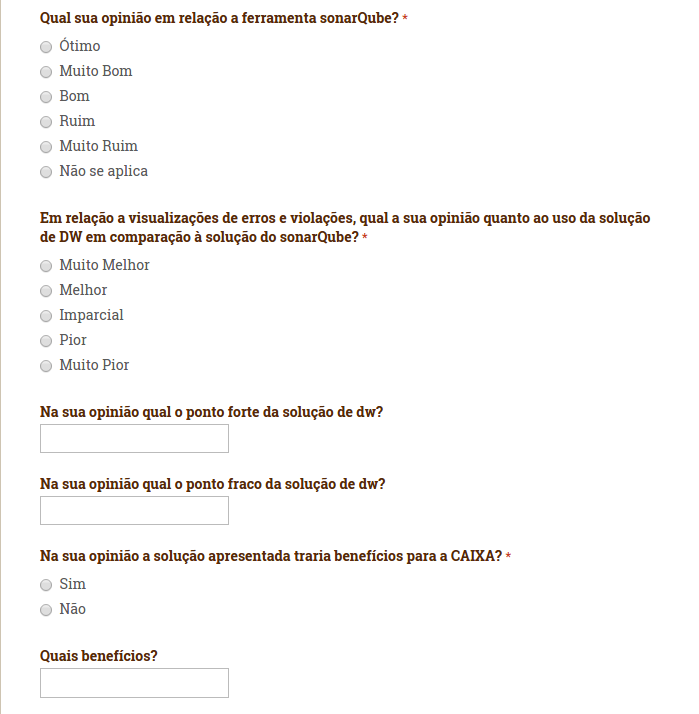 Qual sua opinião em relação a ferramenta sonarQube? *
Ótimo
Muito Bom
Bom
Ruim
Muito Ruim
Não se aplica
Em relação a visualizações de erros e violações, qual a sua opinião quanto ao uso da solução
de DW em comparação à solução do sonarQube? *
Muito Melhor
Melhor
Imparcial
Pior
Muito Pior
Na sua opinião qual o ponto forte da solução de dw?
Na sua opinião qual o ponto fraco da solução de dw?
Na sua opinião a solução apresentada traria benefícios para a CAIXA? *
Sim
Não
Quais benefícios?